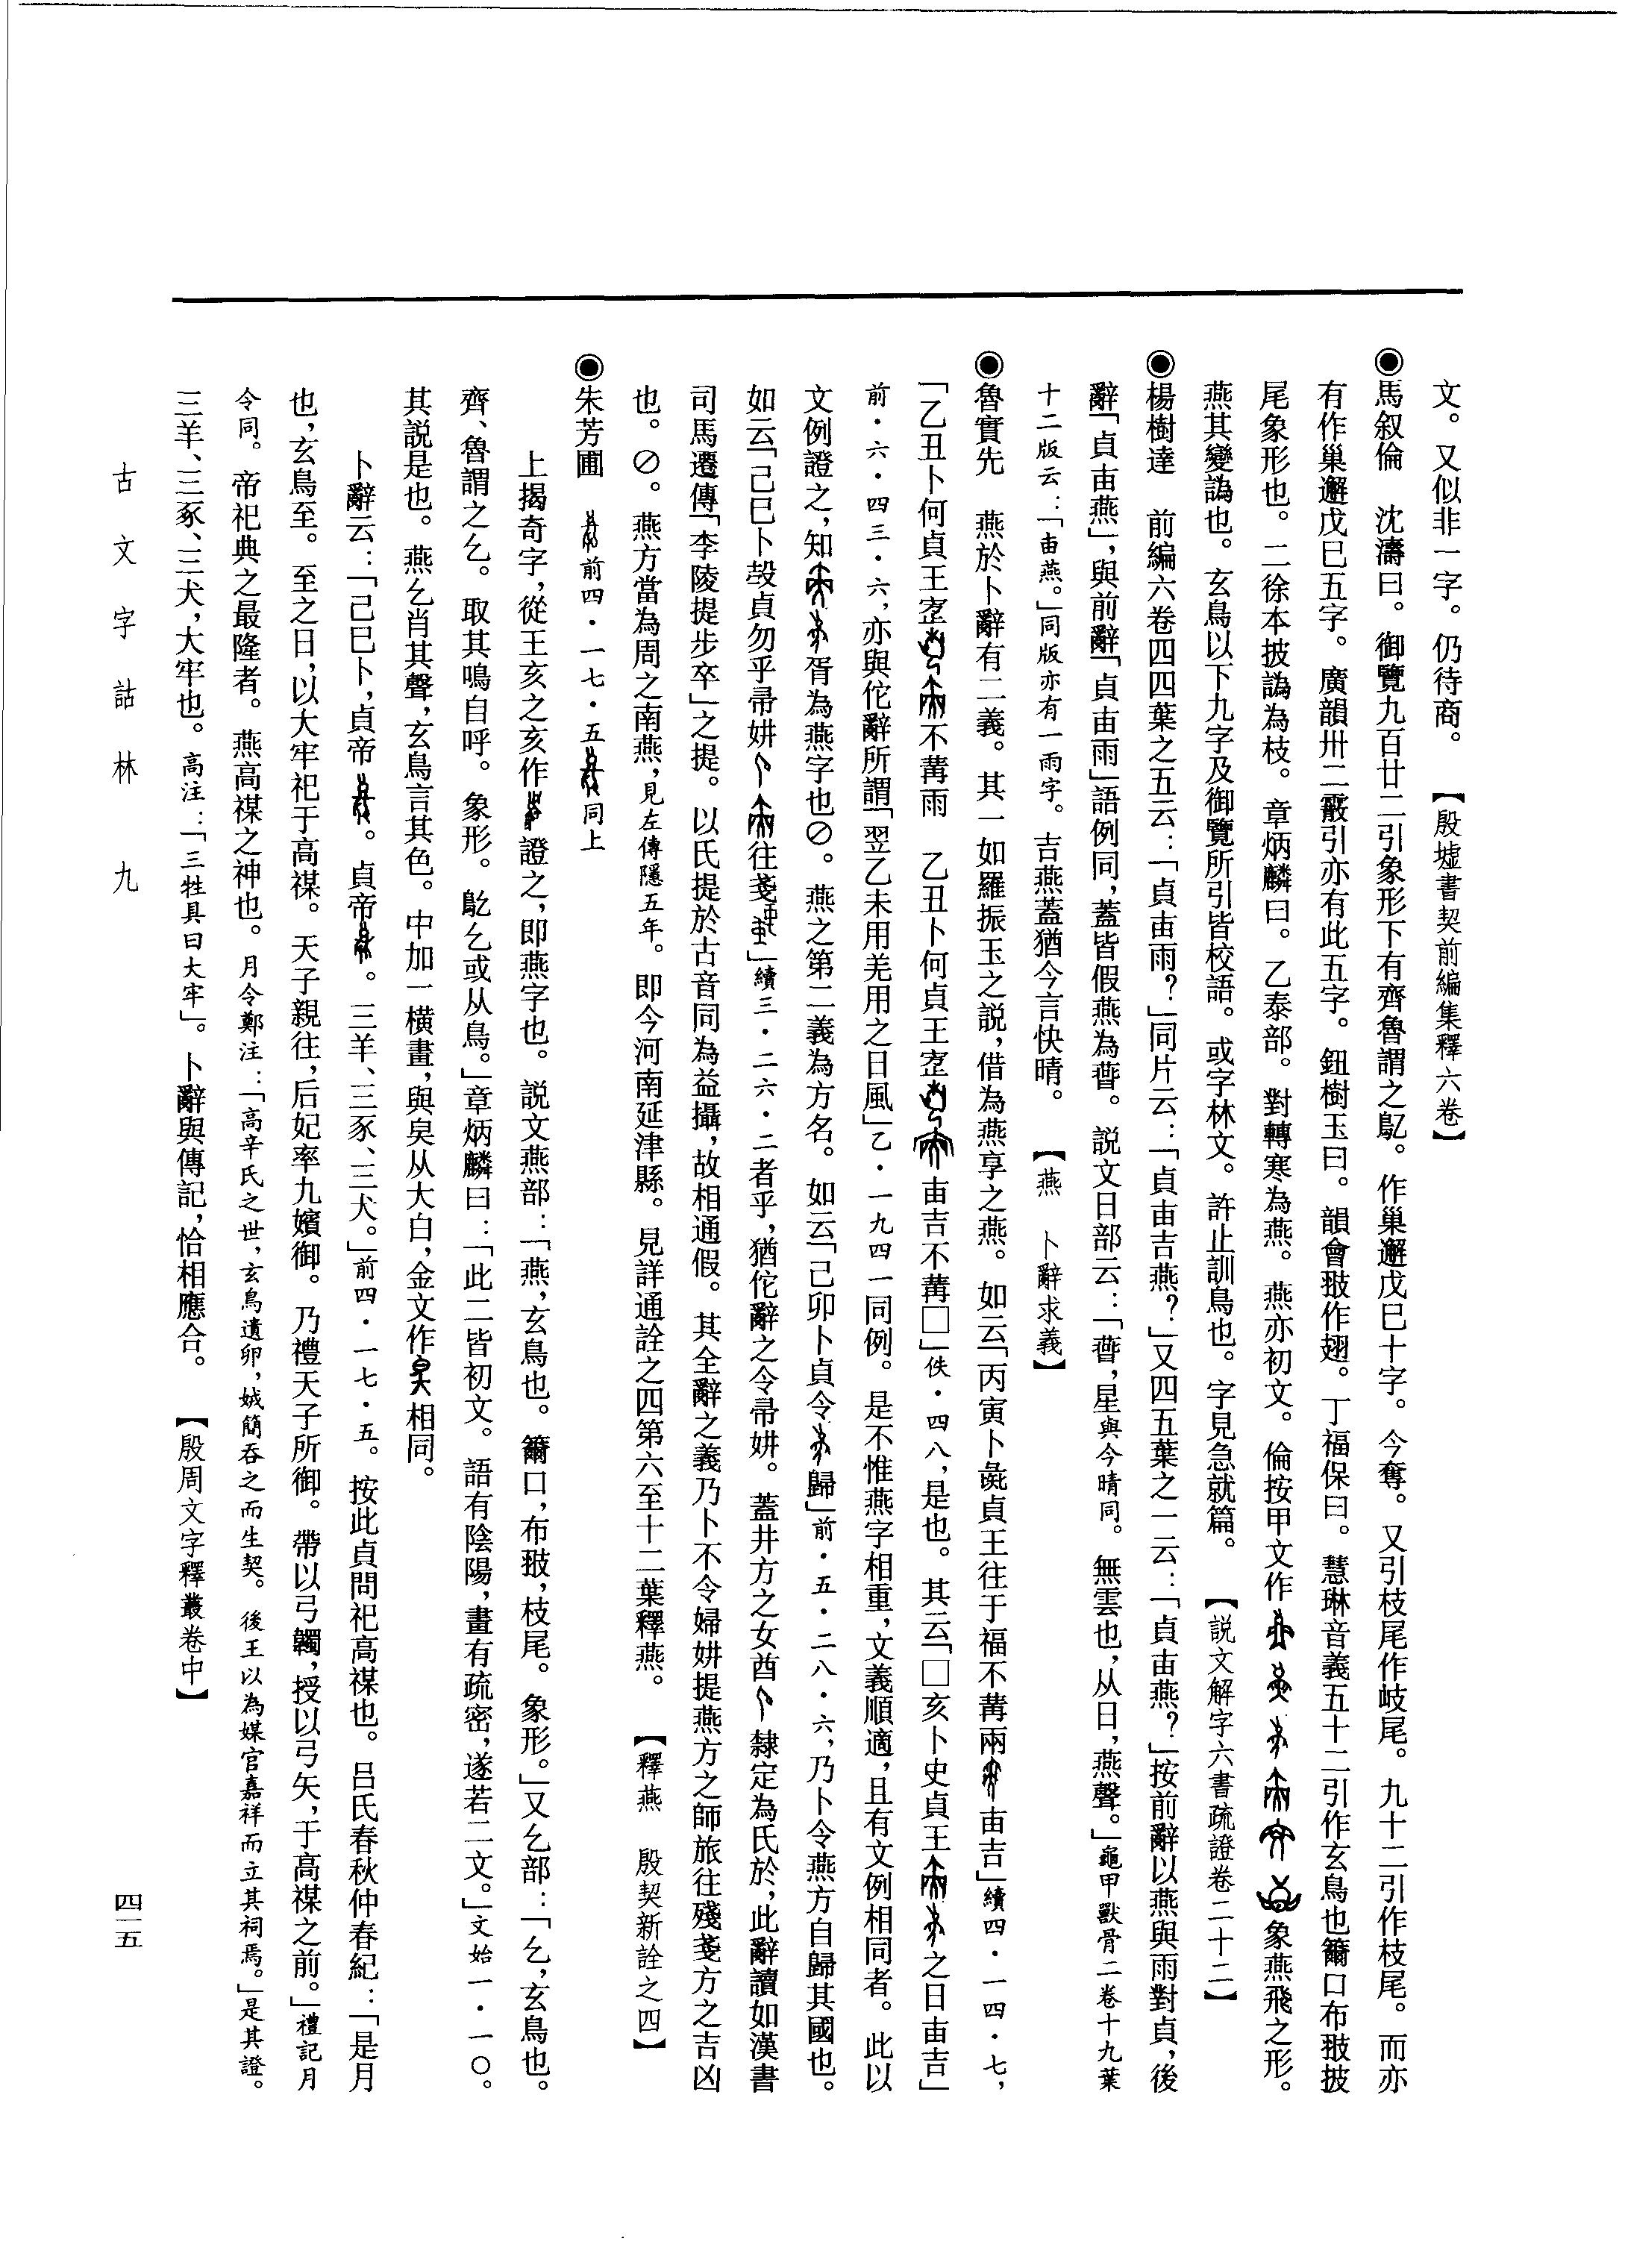 文。又似非一字。仍待商。 【殷墟書契前編集釋六卷】
◉馬叙倫 沈濤曰。御覽九百廿二引象形下有齊魯謂之鳦。作巢避戊巳十字。今奪。又引枝尾作岐尾。九十二引作枝尾。而亦
有作巢避戊巳五字。廣韻卅二霰引亦有此五字。鈕樹玉曰。韻會㹃作翅。丁福保曰。慧琳音義五十二引作玄鳥也籋口布翄披
尾象形也。二徐本披譌為枝。章炳麟曰。乙泰部。對轉寒為燕。燕亦初文。倫按甲文作象燕飛之形。
燕其變譌也。玄鳥以下九字及御覽所引皆校語。或字林文。許止訓鳥也。字見急就篇。 【説文解字六書疏證卷二十二】
◉楊樹達 前編六卷四四葉之五云：「貞甶雨？」同片云：「貞甶吉燕？」又四五葉之一云：「貞甶燕？」按前辭以燕與雨對貞，後
辭「貞甶燕」，與前辭「貞甶雨」語例同，蓋皆假燕為㬫。説文日部云：「㬫，星與今晴同。無雲也，从日，燕聲。」龜甲獸骨二卷十九葉
十二版云：「甶燕。」同版亦有一雨字。吉燕蓋猶今言快晴。 【燕 卜辭求義】
◉魯實先 燕於卜辭有二義。其一如羅振玉之説，借為燕享之燕。如云「丙寅卜貞王往于福不冓雨甶吉」續四·一四·七，
「乙丑卜何貞王不冓雨 乙丑卜何貞王甶吉不冓□」佚·四八，是也。其云「□亥卜史貞王之日甶吉」
前·六·四三·六，亦與佗辭所謂「翌乙未用羌用之日風」乙·一九四一同例。是不惟燕字相重，文義順適，且有文例相同者。此以
文例證之，知胥為燕字也⊘。燕之第二義為方名。如云「己卯卜貞令歸」前·五·二八·六，乃卜令燕方自歸其國也。
如云「己巳卜㱿貞勿乎帚妌往戔」續三·二六·二者乎，猶佗辭之令帚妌。蓋井方之女酋隸定為氏於，此辭讀如漢書
司馬遷傳「李陵提步卒」之提。以氏提於古音同為益攝，故相通假。其全辭之義乃卜不令婦妌提燕方之師旅往殘戔方之吉凶
也。⊘。燕方當為周之南燕，見左傳隱五年。即今河南延津縣。見詳通詮之四第六至十二葉釋燕。 【釋燕 殷契新詮之四】
◉朱芳圃 前四·一七·五同上
上揭奇字，從王亥之亥作證之，即燕字也。説文燕部：「燕，玄鳥也。籋口，布翄，枝尾。象形。」又乞部：「乞，玄鳥也。
齊、魯謂之乞。取其鳴自呼。象形。鳦乞或从鳥。」章炳麟曰：「此二皆初文。語有陰陽，畫有疏密，遂若二文。」文始一·一〇。
其説是也。燕乞肖其聲，玄鳥言其色。中加一橫畫，與㚖从大白，金文作相同。
卜辭云：「己巳卜，貞帝。貞帝。三羊、三豕、三犬。」前四·一七·五。按此貞問祀高禖也。呂氏春秋仲春紀：「是月
也，玄鳥至。至之日，以大牢祀于高禖。天子親往，后妃率九嬪御。乃禮天子所御。帶以弓韣，授以弓矢，于高禖之前。」禮記月
令同。帝祀典之最隆者。燕高禖之神也。月令鄭注：「高辛氏之世，玄鳥遺卵，娀簡吞之而生契。後王以為媒官嘉祥而立其祠焉。」是其證。
三羊、三豕、三犬，大牢也。高注：「三牲具曰大牢」。卜辭與傳記，恰相應合。 【殷周文字釋叢卷中】
古文字詁林 九
四一五